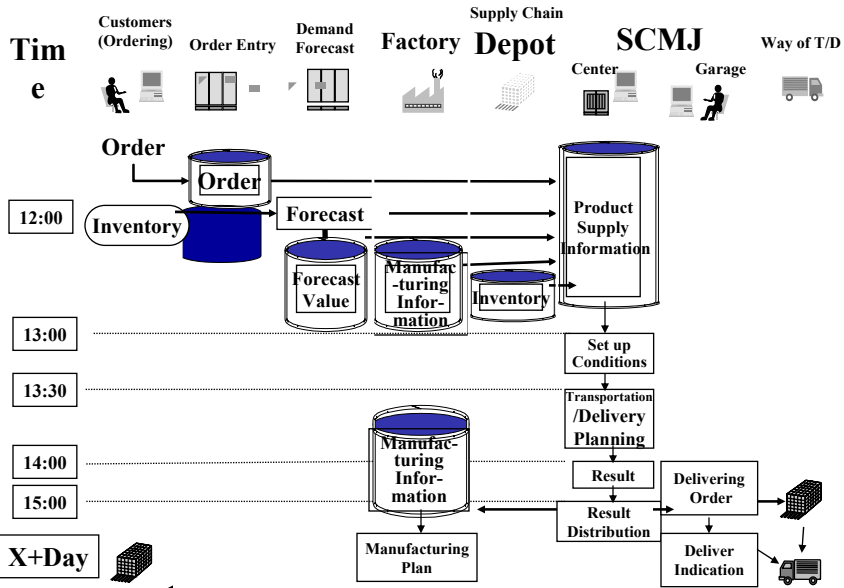 Tim
e
Customers
(Ordering)
Order Entry
Demand
Forecast
Factory
Supply Chain
Depot
SCMJ
Center
Garage
Way of T/D
Order
Order
12:00
Inventory
Forecast
Product
Supply
Information
Forecast
Value
Manufac
-turing
Infor-
mation
Inventory
13:00
Set up
Conditions
13:30
Transportation
/Delivery
Planning
Manufac-
turing
Infor-
mation
14:00
Result
Delivering
Order
15:00
Result
Distribution
X+Day
Manufacturing
Plan
Deliver
Indication